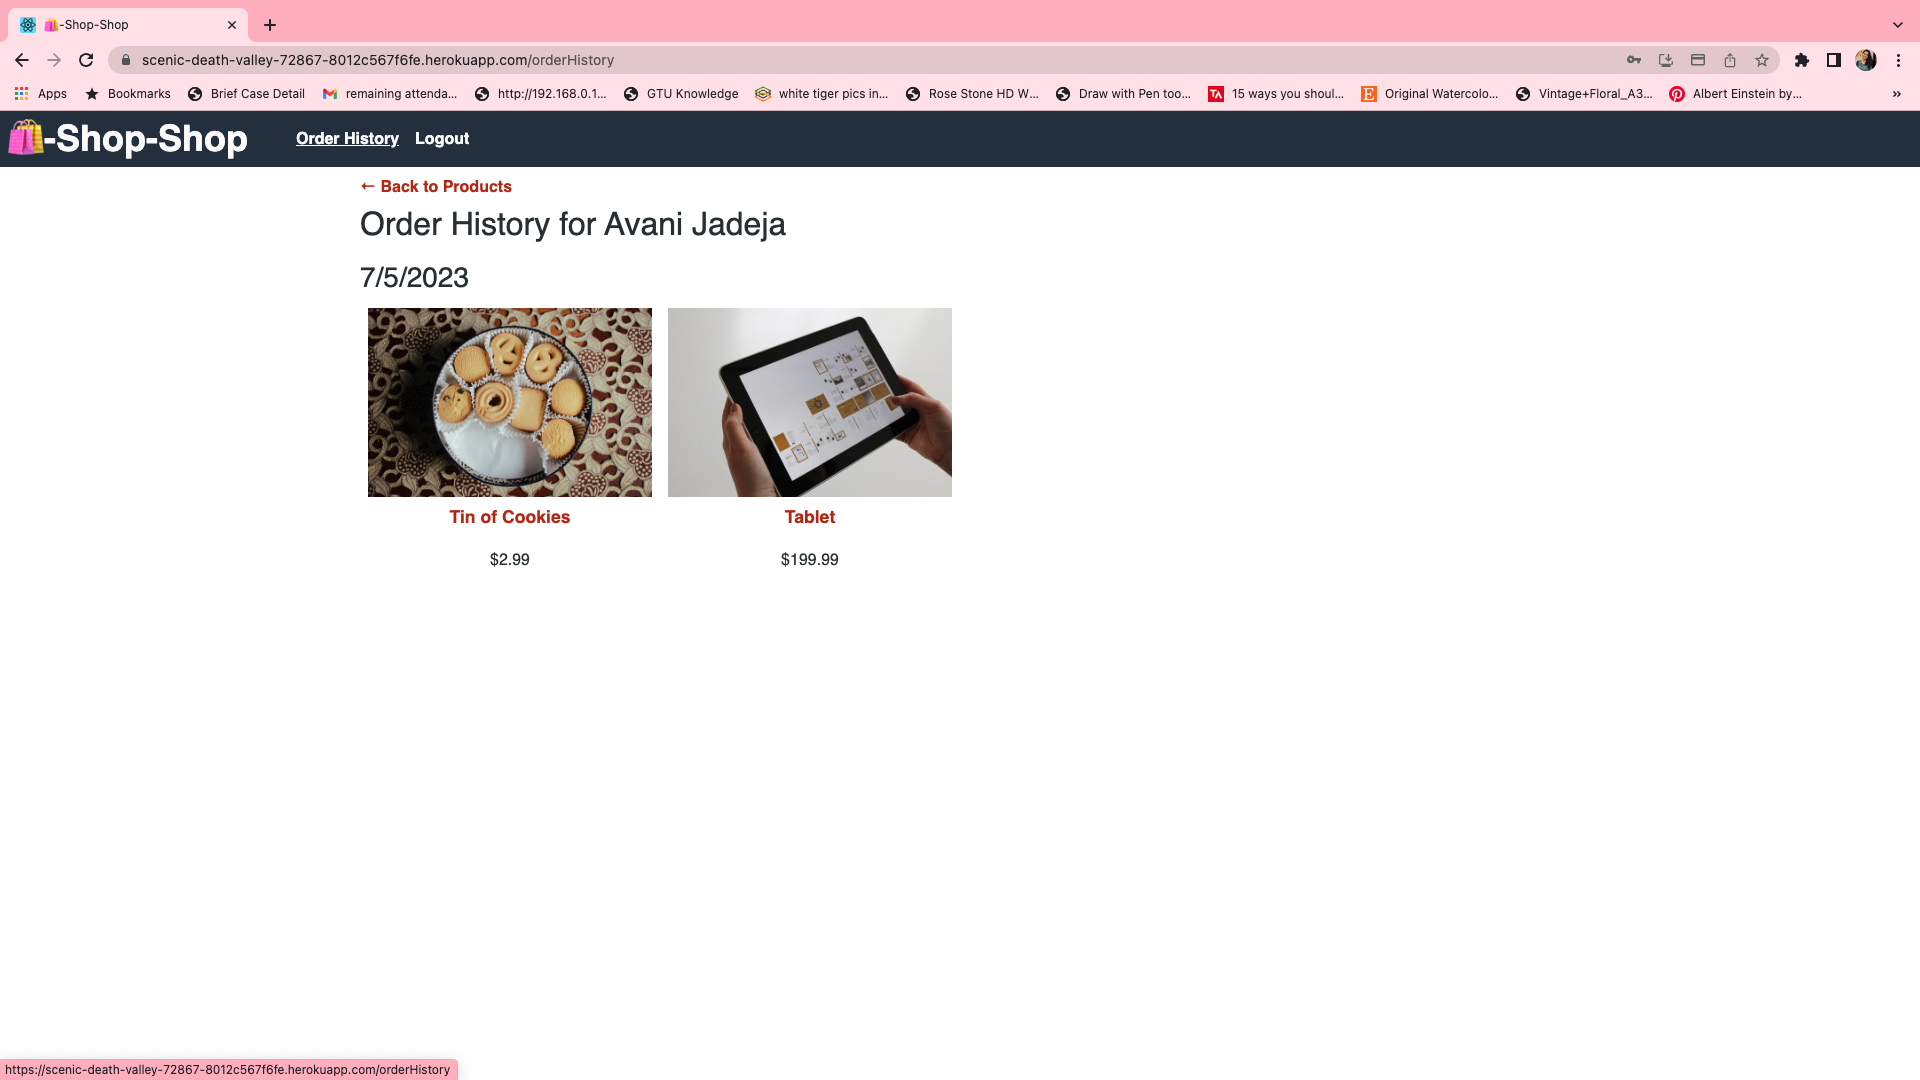 -Shop-Shop
scenic-death-valley-72867-8012c567f6fe.herokuapp.com/orderHistory
Apps Bookmarks Brief Case Detail remaining attenda... http://192.168.0.1... GTU Knowledge white tiger pics in... Rose Stone HD W... Draw with Pen too... TA 15 ways you shoul... E Original Watercolo... Vintage+Floral_A3... Albert Einstein by... »
-Shop-Shop Order History Logout
← Back to Products
Order History for Avani Jadeja
7/5/2023
Tin of Cookies Tablet
$2.99 $199.99
https://scenic-death-valley-72867-8012c567f6fe.herokuapp.com/orderHistory